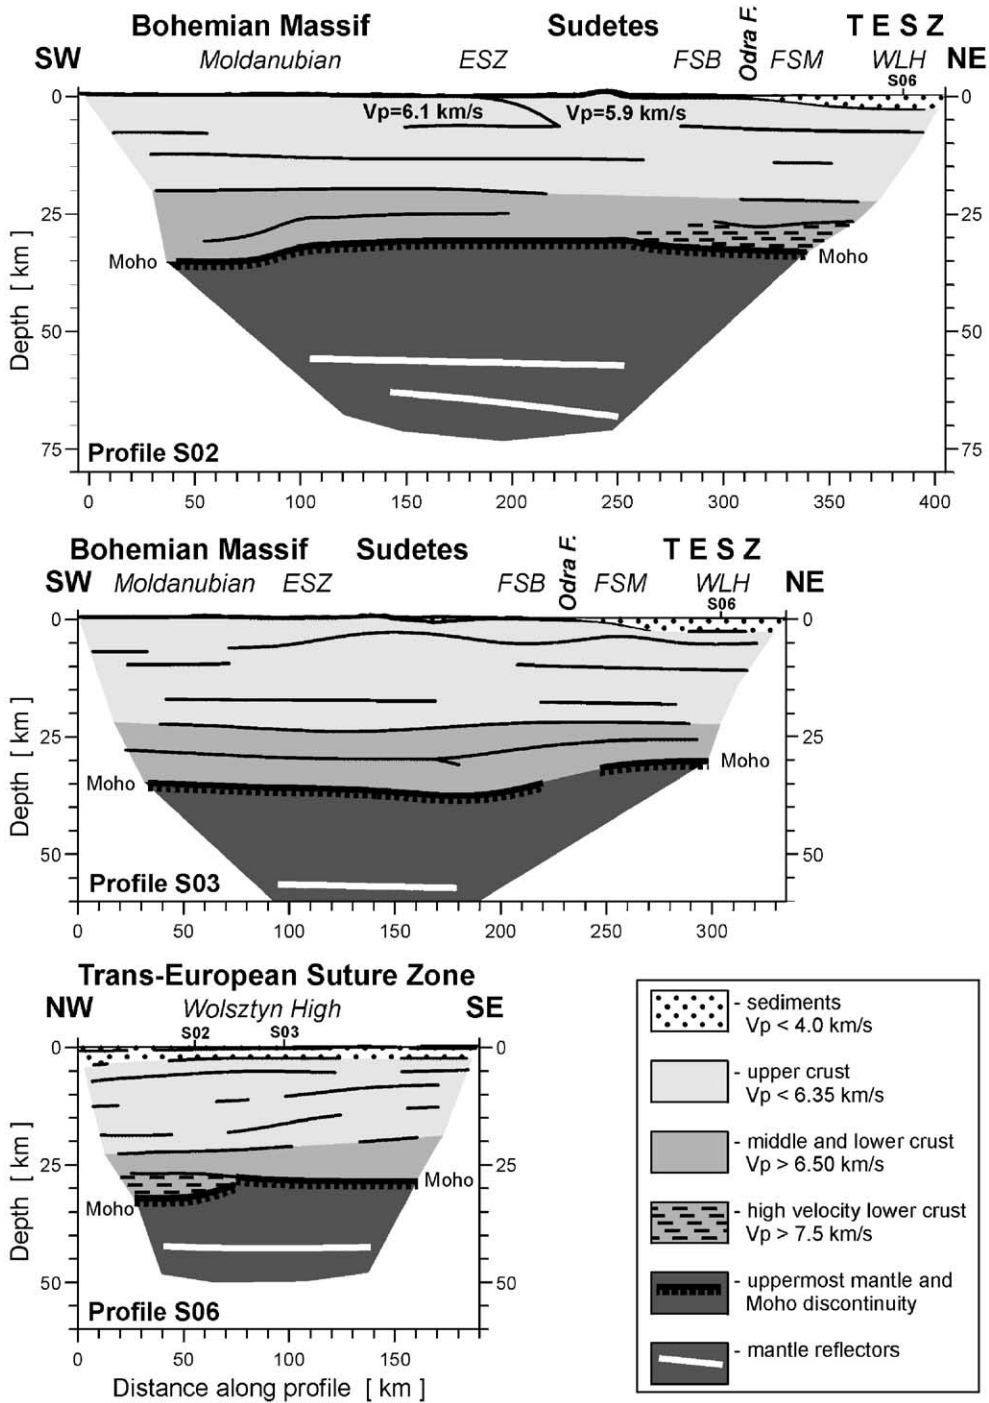 Bohemian Massif Sudetes Odra F. T E S Z
SW Moldanubian ESZ FSB FSM WLH NE
S06
0 0
Vp=6.1 km/s Vp=5.9 km/s
25 25
Moho Moho
Depth [ km]
50 50
75 75
Profile S02
0 50 100 150 200 250 300 350 400
Bohemian Massif Sudetes Odra F. T E S Z
SW Moldanubian ESZ FSB FSM WLH NE
S06
0 0
25 25
Moho Moho
Depth [ km]
50 50
Profile S03
0 50 100 150 200 250 300
Trans-European Suture Zone
NW Wolsztyn High SE
S02 S03
0 0
25 25
Moho Moho
Depth [ km]
50 50
Profile S06
0 50 100 150
Distance along profile [ km ]
- sediments
Vp < 4.0 km/s
- upper crust
Vp < 6.35 km/s
- middle and lower crust
Vp > 6.50 km/s
- high velocity lower crust
Vp > 7.5 km/s
- uppermost mantle and
Moho discontinuity
- mantle reflectors